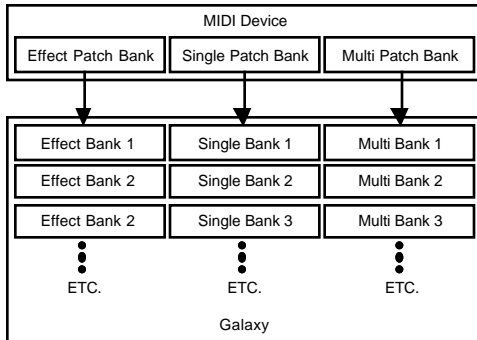 MIDI Device
Effect Patch Bank Single Patch Bank Multi Patch Bank
Effect Bank 1 Single Bank 1 Multi Bank 1
Effect Bank 2 Single Bank 2 Multi Bank 2
Effect Bank 2 Single Bank 3 Multi Bank 3
ETC. ETC. ETC.
Galaxy